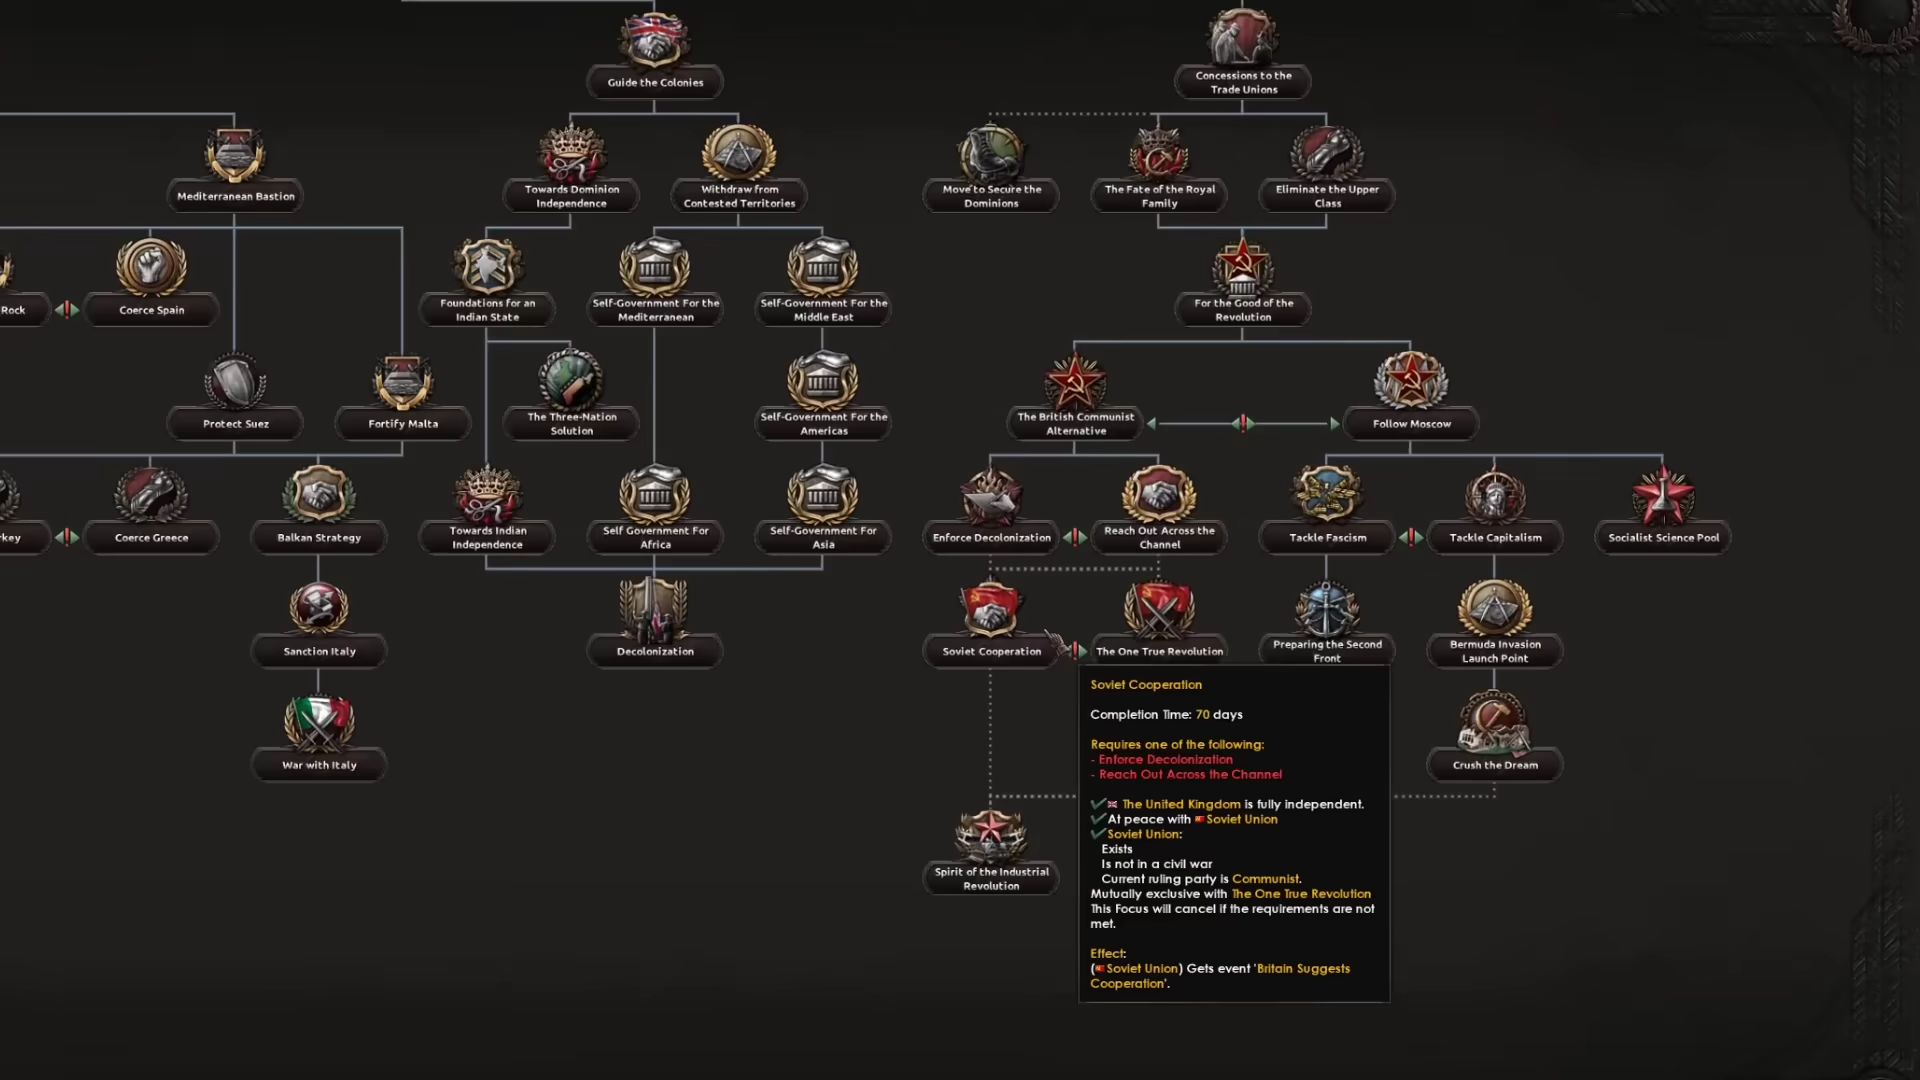 Guide the Colonies
Concessions to the
Trade Unions
Mediterranean Bastion
Towards Dominion
Independence
Withdraw from
Contested Territories
Move to Secure the
Dominions
The Fate of the Royal
Family
Eliminate the Upper
Class
Rock
Coerce Spain
Foundations for an
Indian State
Self-Government For the
Mediterranean
Self-Government For the
Middle East
For the Good of the
Revolution
Protect Suez
Fortify Malta
The Three-Nation
Solution
Self-Government For the
Americas
The British Communist
Alternative
Follow Moscow
rkey
Coerce Greece
Balkan Strategy
Towards Indian
Independence
Self Government For
Africa
Self-Government For
Asia
Enforce Decolonization
Reach Out Across the
Channel
Tackle Fascism
Tackle Capitalism
Socialist Science Pool
Sanction Italy
Decolonization
Soviet Cooperation
The One True Revolution
Preparing the Second
Front
Bermuda Invasion
Launch Point
War with Italy
Crush the Dream
Spirit of the Industrial
Revolution
Soviet Cooperation
Completion Time: 70 days
Requires one of the following:
- Enforce Decolonization
- Reach Out Across the Channel
The United Kingdom is fully independent.
At peace with Soviet Union
Soviet Union:
Exists
Is not in a civil war
Current ruling party is Communist.
Mutually exclusive with The One True Revolution
This Focus will cancel if the requirements are not
met.
Effect:
(Soviet Union) Gets event 'Britain Suggests
Cooperation'.